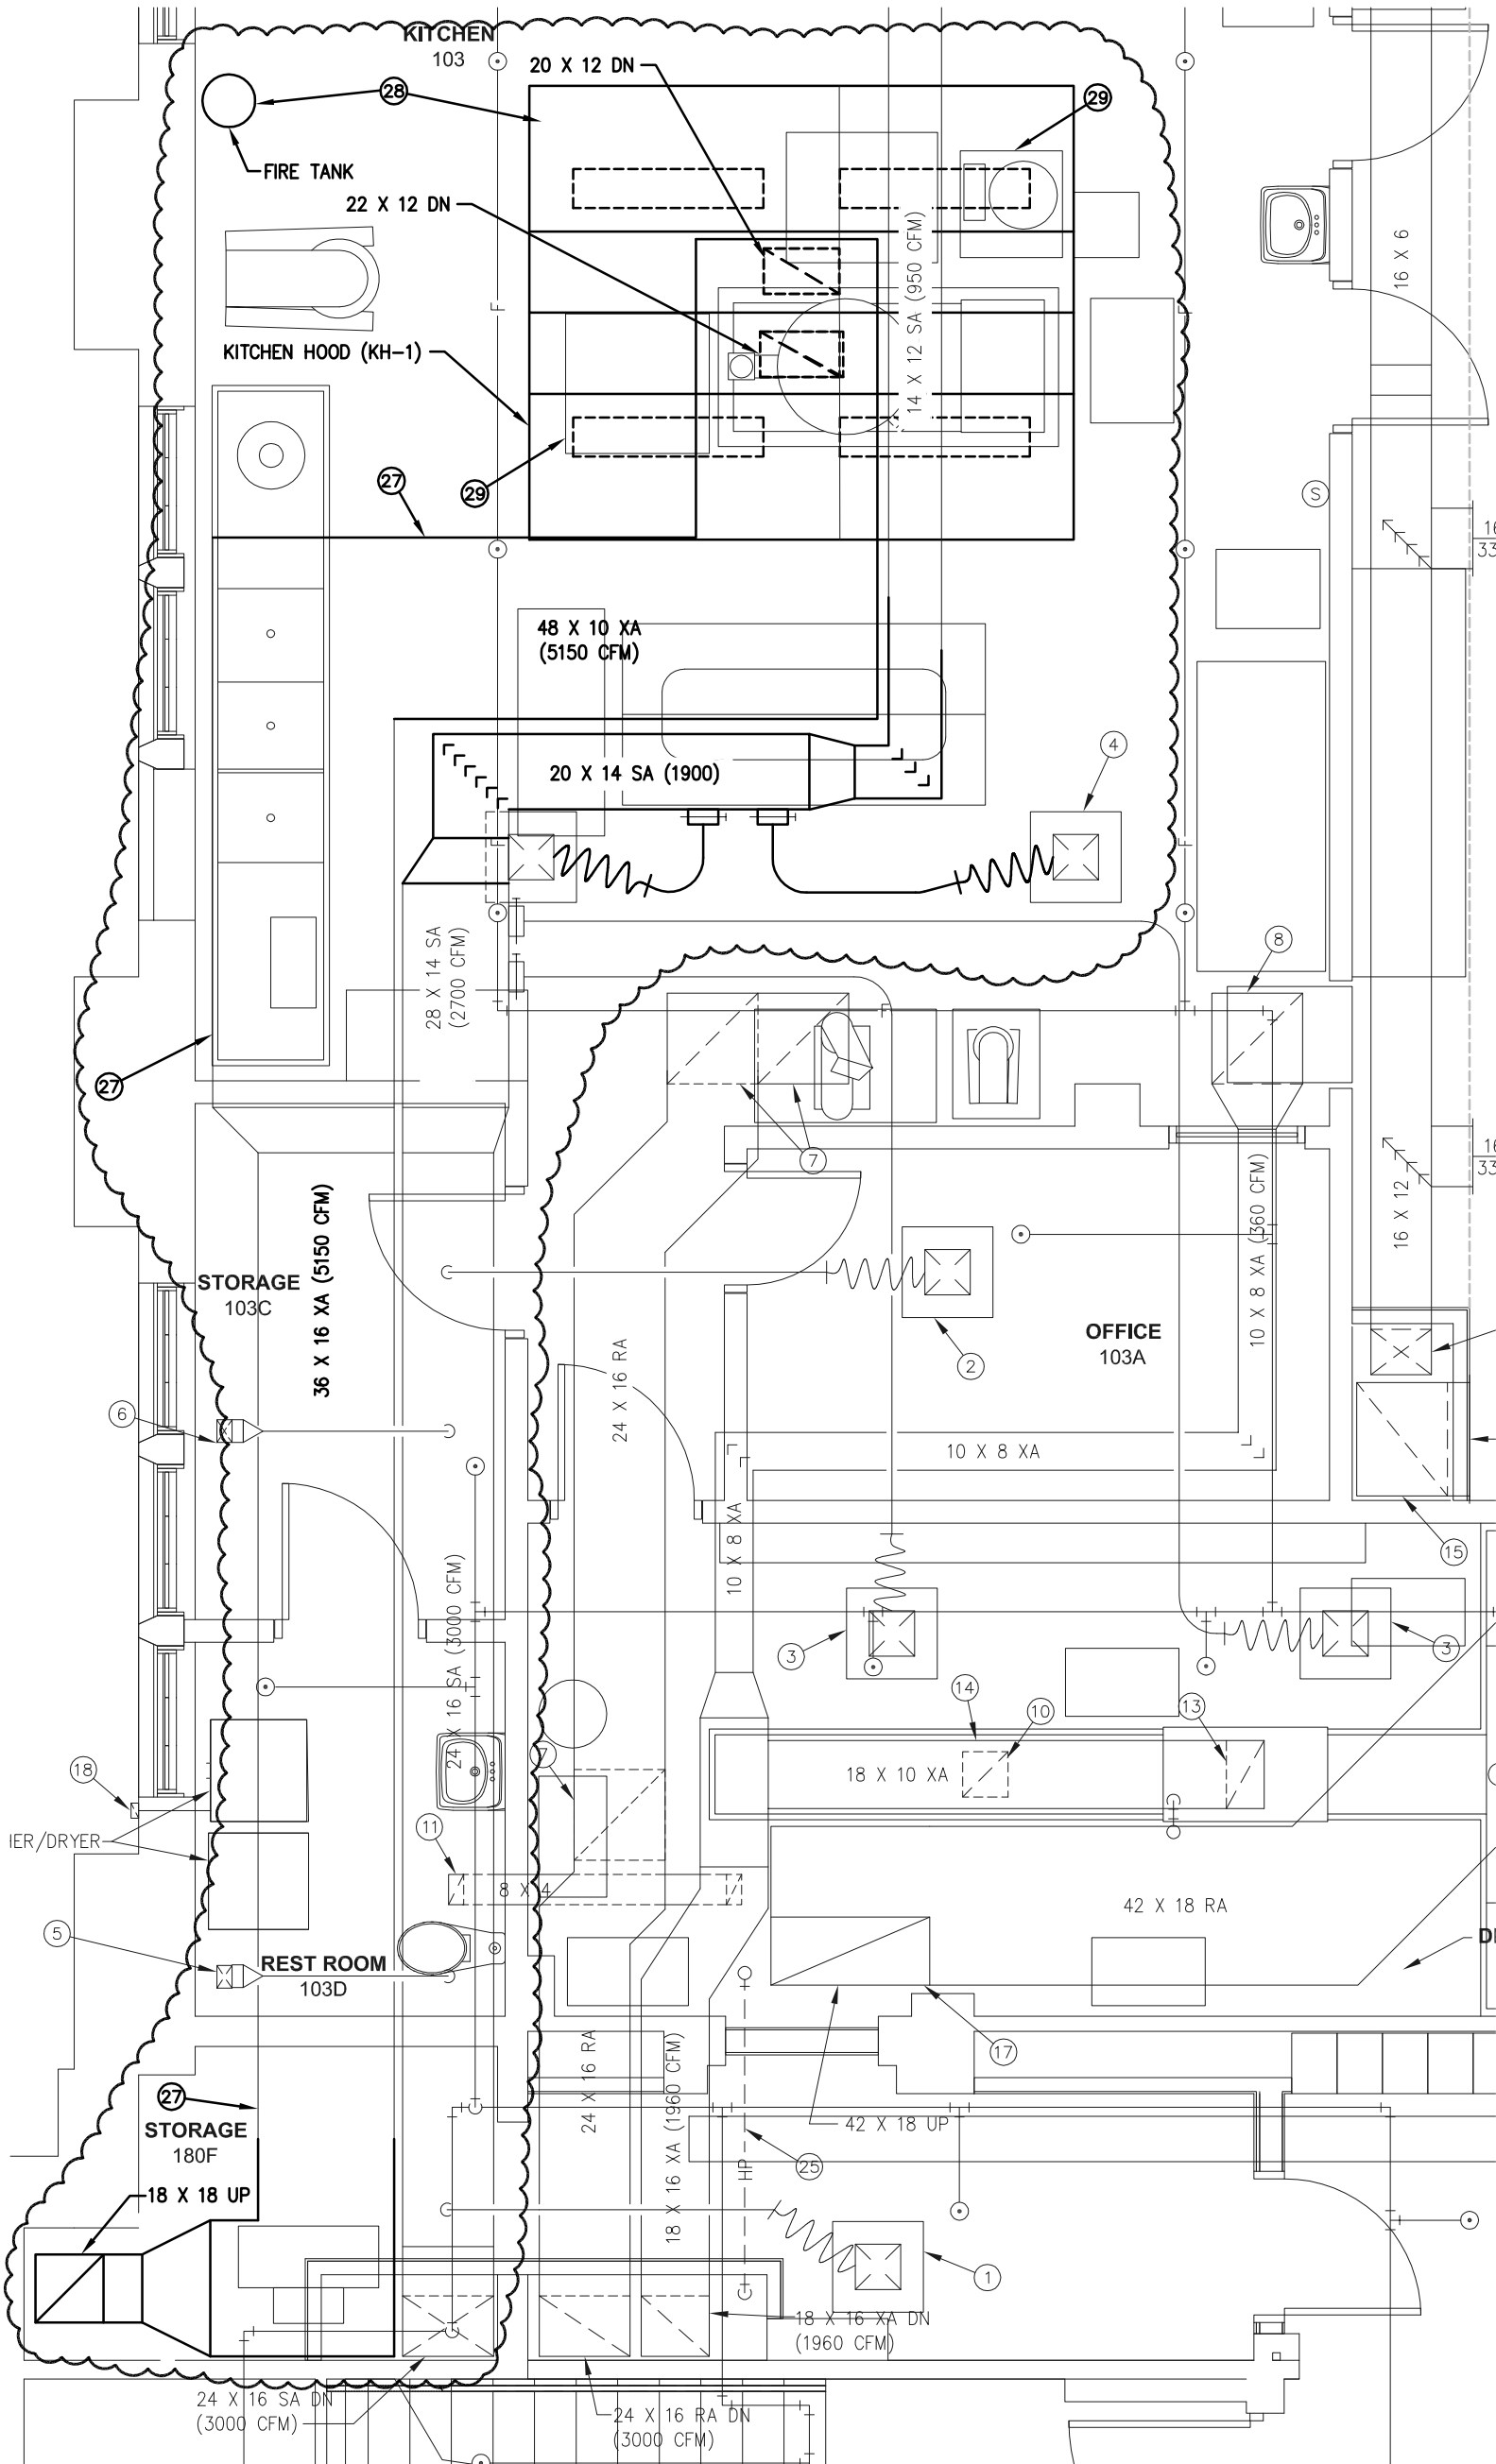 KITCHEN
103
20 X 12 DN
28
29
FIRE TANK
22 X 12 DN
14 X 12 SA (950 CFM)
16 X 6
KITCHEN HOOD (KH-1)
27
29
S
16
33
48 X 10 XA
(5150 CFM)
4
20 X 14 SA (1900)
8
28 X 14 SA
(2700 CFM)
27
7
16
33
16 X 12
10 X 8 XA (360 CFM)
STORAGE
103C
36 X 16 XA (5150 CFM)
OFFICE
103A
2
24 X 16 RA
6
10 X 8 XA
10 X 8 XA
15
24 X 16 SA (3000 CFM)
3
3
14
10
13
7
18
18 X 10 XA
IER/DRYER
11
8 X 4
42 X 18 RA
5
REST ROOM
103D
DI
17
27
24 X 16 RA
18 X 16 XA (1960 CFM)
42 X 18 UP
STORAGE
180F
HP
25
18 X 18 UP
1
18 X 16 XA DN
(1960 CFM)
24 X 16 SA DN
(3000 CFM)
24 X 16 RA DN
(3000 CFM)